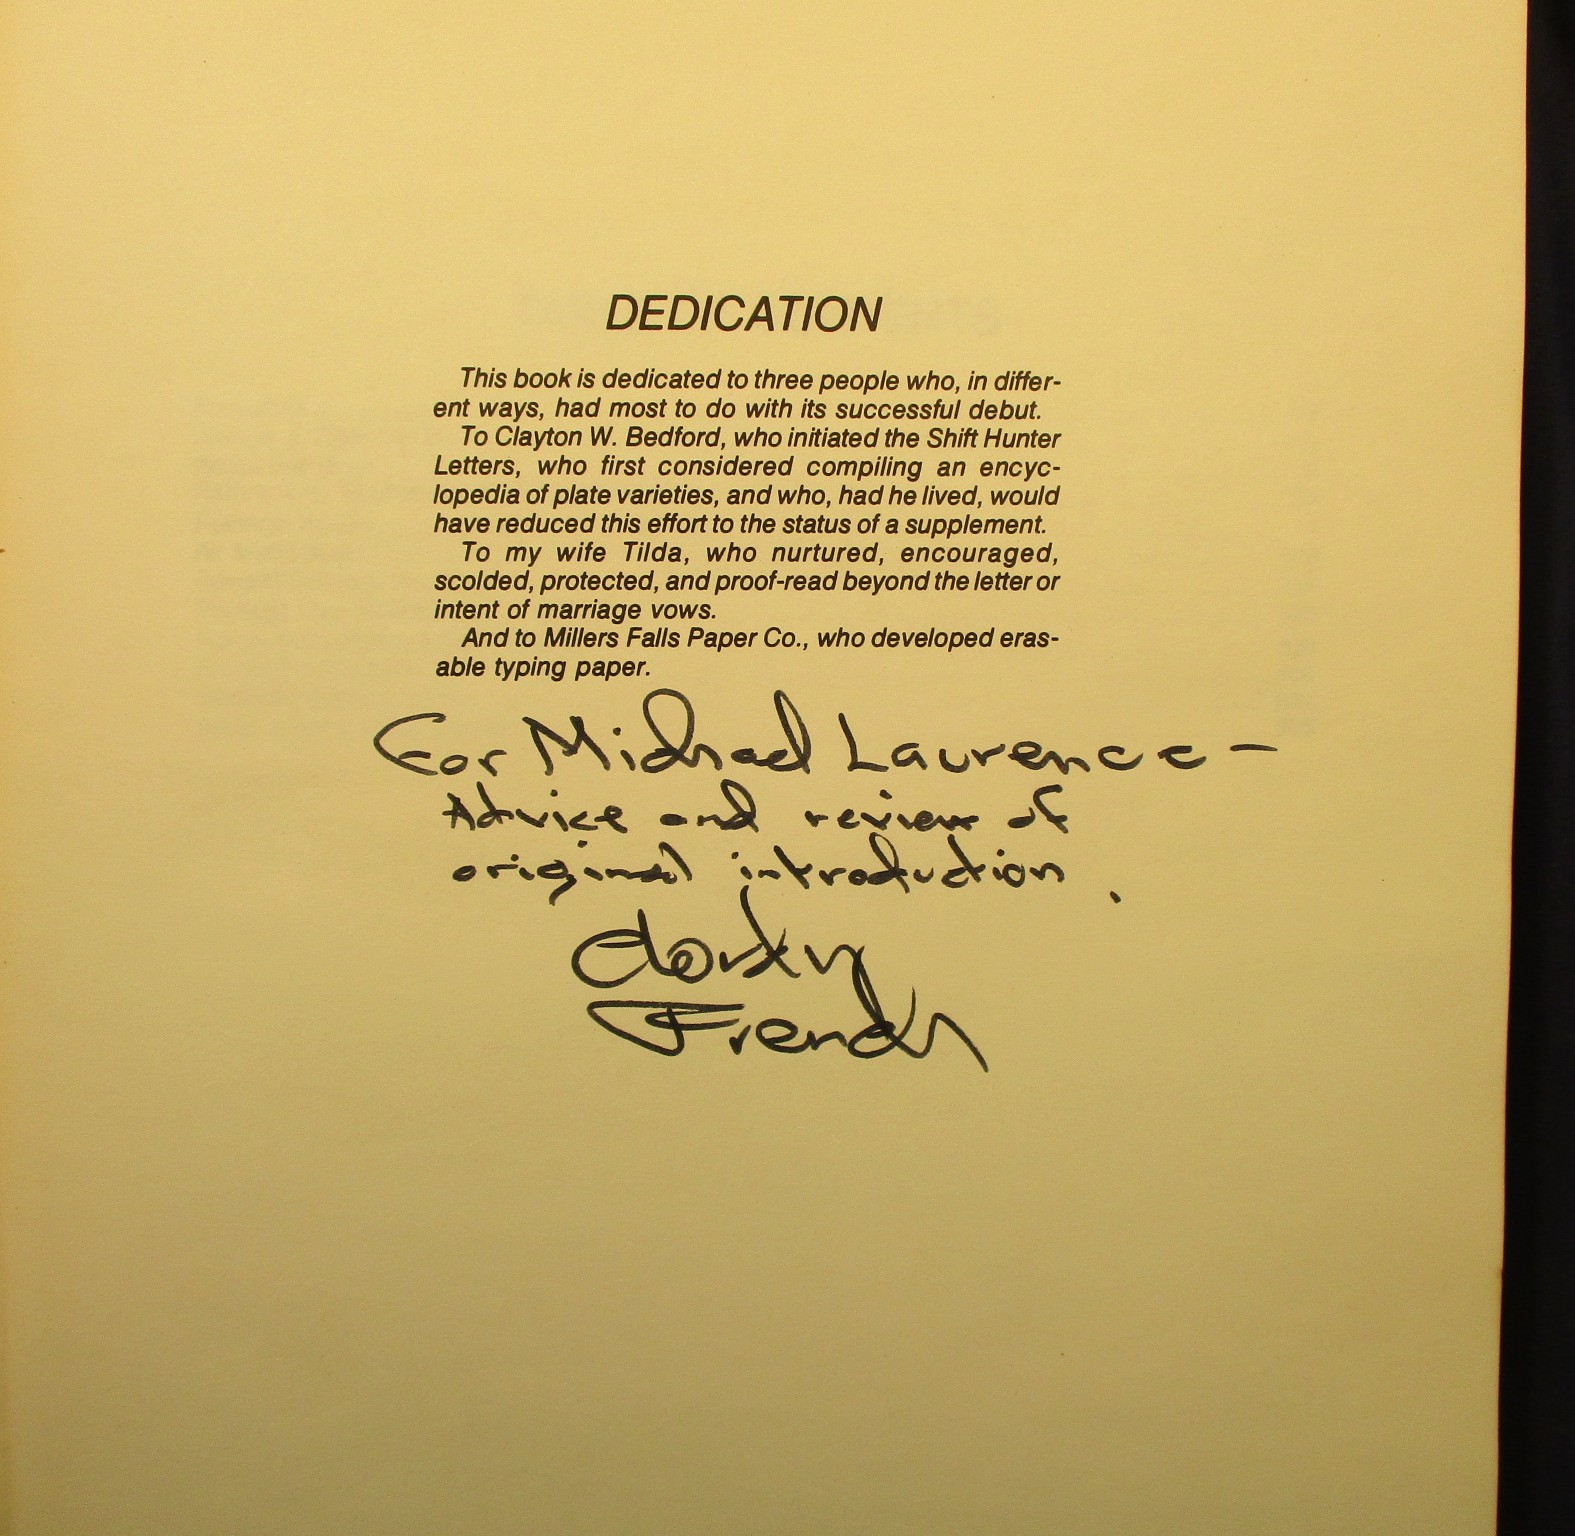 DEDICATION
This book is dedicated to three people who, in differ-
ent ways, had most to do with its successful debut.
To Clayton W. Bedford, who initiated the Shift Hunter
Letters, who first considered compiling an encyc-
lopedia of plate varieties, and who, had he lived, would
have reduced this effort to the status of a supplement.
To my wife Tilda, who nurtured, encouraged,
scolded, protected, and proof-read beyond the letter or
intent of marriage vows.
And to Millers Falls Paper Co., who developed eras-
able typing paper.
For Michael Laurence -
Advice and review of
original introduction.
French